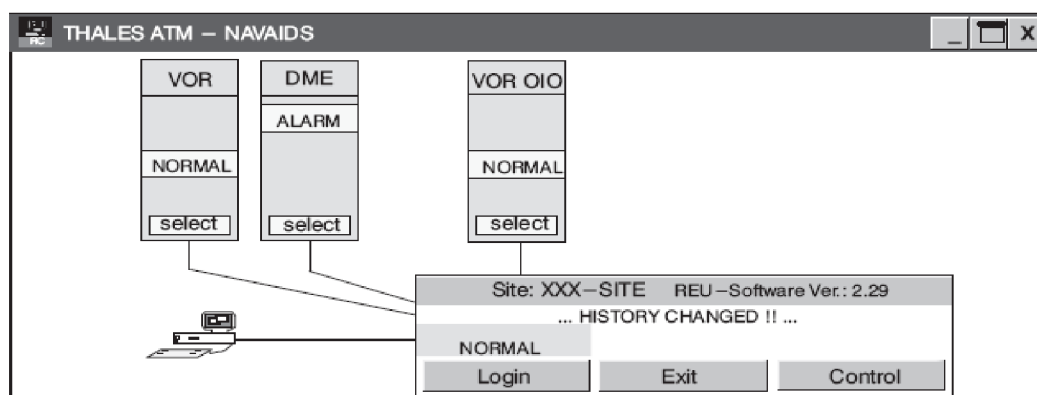 RC THALES ATM – NAVAIDS
_ X
VOR
NORMAL
select
DME
ALARM
select
VOR OIO
NORMAL
select
Site: XXX–SITE REU–Software Ver.: 2.29
... HISTORY CHANGED !! ...
NORMAL
Login Exit Control